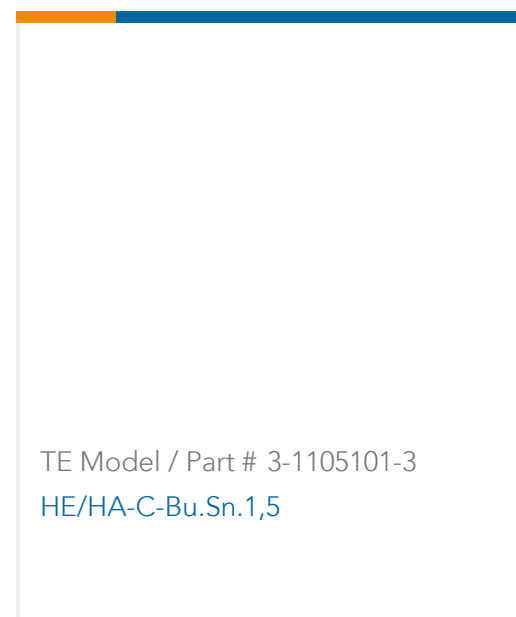 TE Model / Part # 3-1105101-3
HE/HA-C-Bu.Sn.1,5